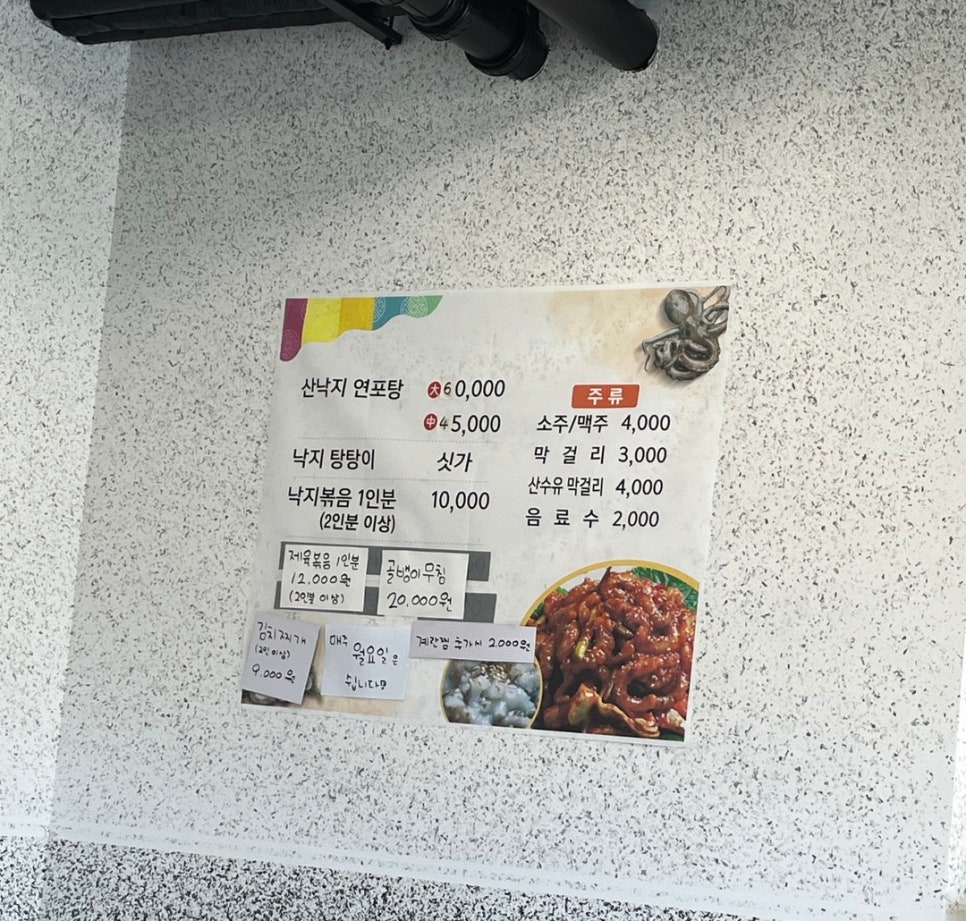 산낙지 연포탕 大 60,000
中 45,000
낙지 탕탕이 싯가
낙지볶음 1인분 10,000
(2인분 이상)
제육볶음 1인분
12,000원
(2인분 이상)
골뱅이무침
20,000원
김치찌개
(2인이상)
9,000원
매주
월요일은
쉽니다
계란찜 추가시 2,000원
주류
소주/맥주 4,000
막걸리 3,000
산수유 막걸리 4,000
음료수 2,000